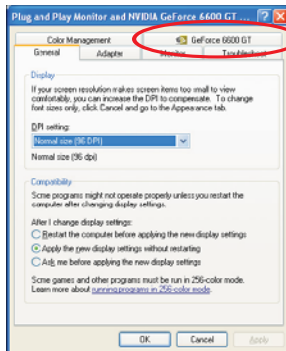 Plug and Play Monitor and NVIDIA GeForce 6600 GT ...
Color Management
GeForce 6600 GT
General
Adapter
Monitor
Troubleshoot
Display
If your screen resolution makes screen items too small to view
comfortably, you can increase the DPI to compensate. To change
font sizes only, click Cancel and go to the Appearance tab.
DPI setting:
Normal size (96 DPI)
Normal size (96 dpi)
Compatibility
Some programs might not operate properly unless you restart the
computer after changing display settings.
After I change display settings:
Restart the computer before applying the new display settings
Apply the new display settings without restarting
Ask me before applying the new display settings
Some games and other programs must be run in 256-color mode.
Learn more about running programs in 256-color mode.
OK
Cancel
Apply